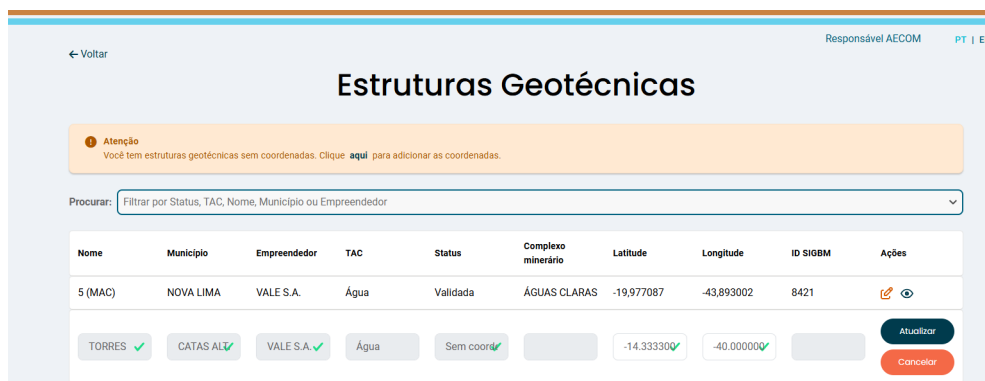 Responsável AECOM PT | E
← Voltar
Estruturas Geotécnicas
Atenção
Você tem estruturas geotécnicas sem coordenadas. Clique aqui para adicionar as coordenadas.
Procurar: Filtrar por Status, TAC, Nome, Município ou Empreendedor
Nome Município Empreendedor TAC Status Complexo minerário Latitude Longitude ID SIGBM Ações
5 (MAC) NOVA LIMA VALE S.A. Água Validada ÁGUAS CLARAS -19,977087 -43,893002 8421
TORRES CATAS ALT VALE S.A. Água Sem coord -14.333300 -40.000000 Atualizar
Cancelar